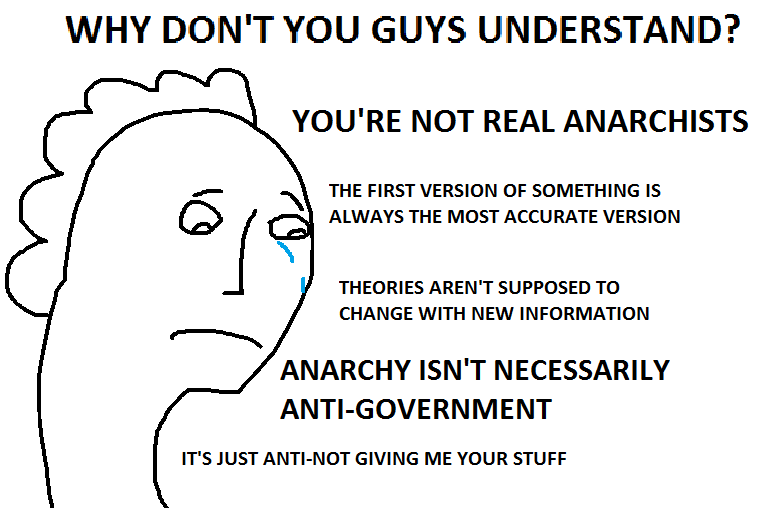 WHY DON'T YOU GUYS UNDERSTAND?
YOU'RE NOT REAL ANARCHISTS
THE FIRST VERSION OF SOMETHING IS
ALWAYS THE MOST ACCURATE VERSION
THEORIES AREN'T SUPPOSED TO
CHANGE WITH NEW INFORMATION
ANARCHY ISN'T NECESSARILY
ANTI-GOVERNMENT
IT'S JUST ANTI-NOT GIVING ME YOUR STUFF